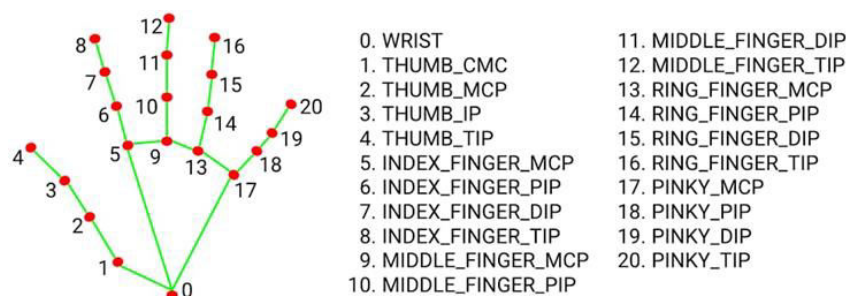 12
8
16
11
7
15
10
20
6
14
4
19
5
9
13
18
3
17
2
1
0
0. WRIST
1. THUMB_CMC
2. THUMB_MCP
3. THUMB_IP
4. THUMB_TIP
5. INDEX_FINGER_MCP
6. INDEX_FINGER_PIP
7. INDEX_FINGER_DIP
8. INDEX_FINGER_TIP
9. MIDDLE_FINGER_MCP
10. MIDDLE_FINGER_PIP
11. MIDDLE_FINGER_DIP
12. MIDDLE_FINGER_TIP
13. RING_FINGER_MCP
14. RING_FINGER_PIP
15. RING_FINGER_DIP
16. RING_FINGER_TIP
17. PINKY_MCP
18. PINKY_PIP
19. PINKY_DIP
20. PINKY_TIP